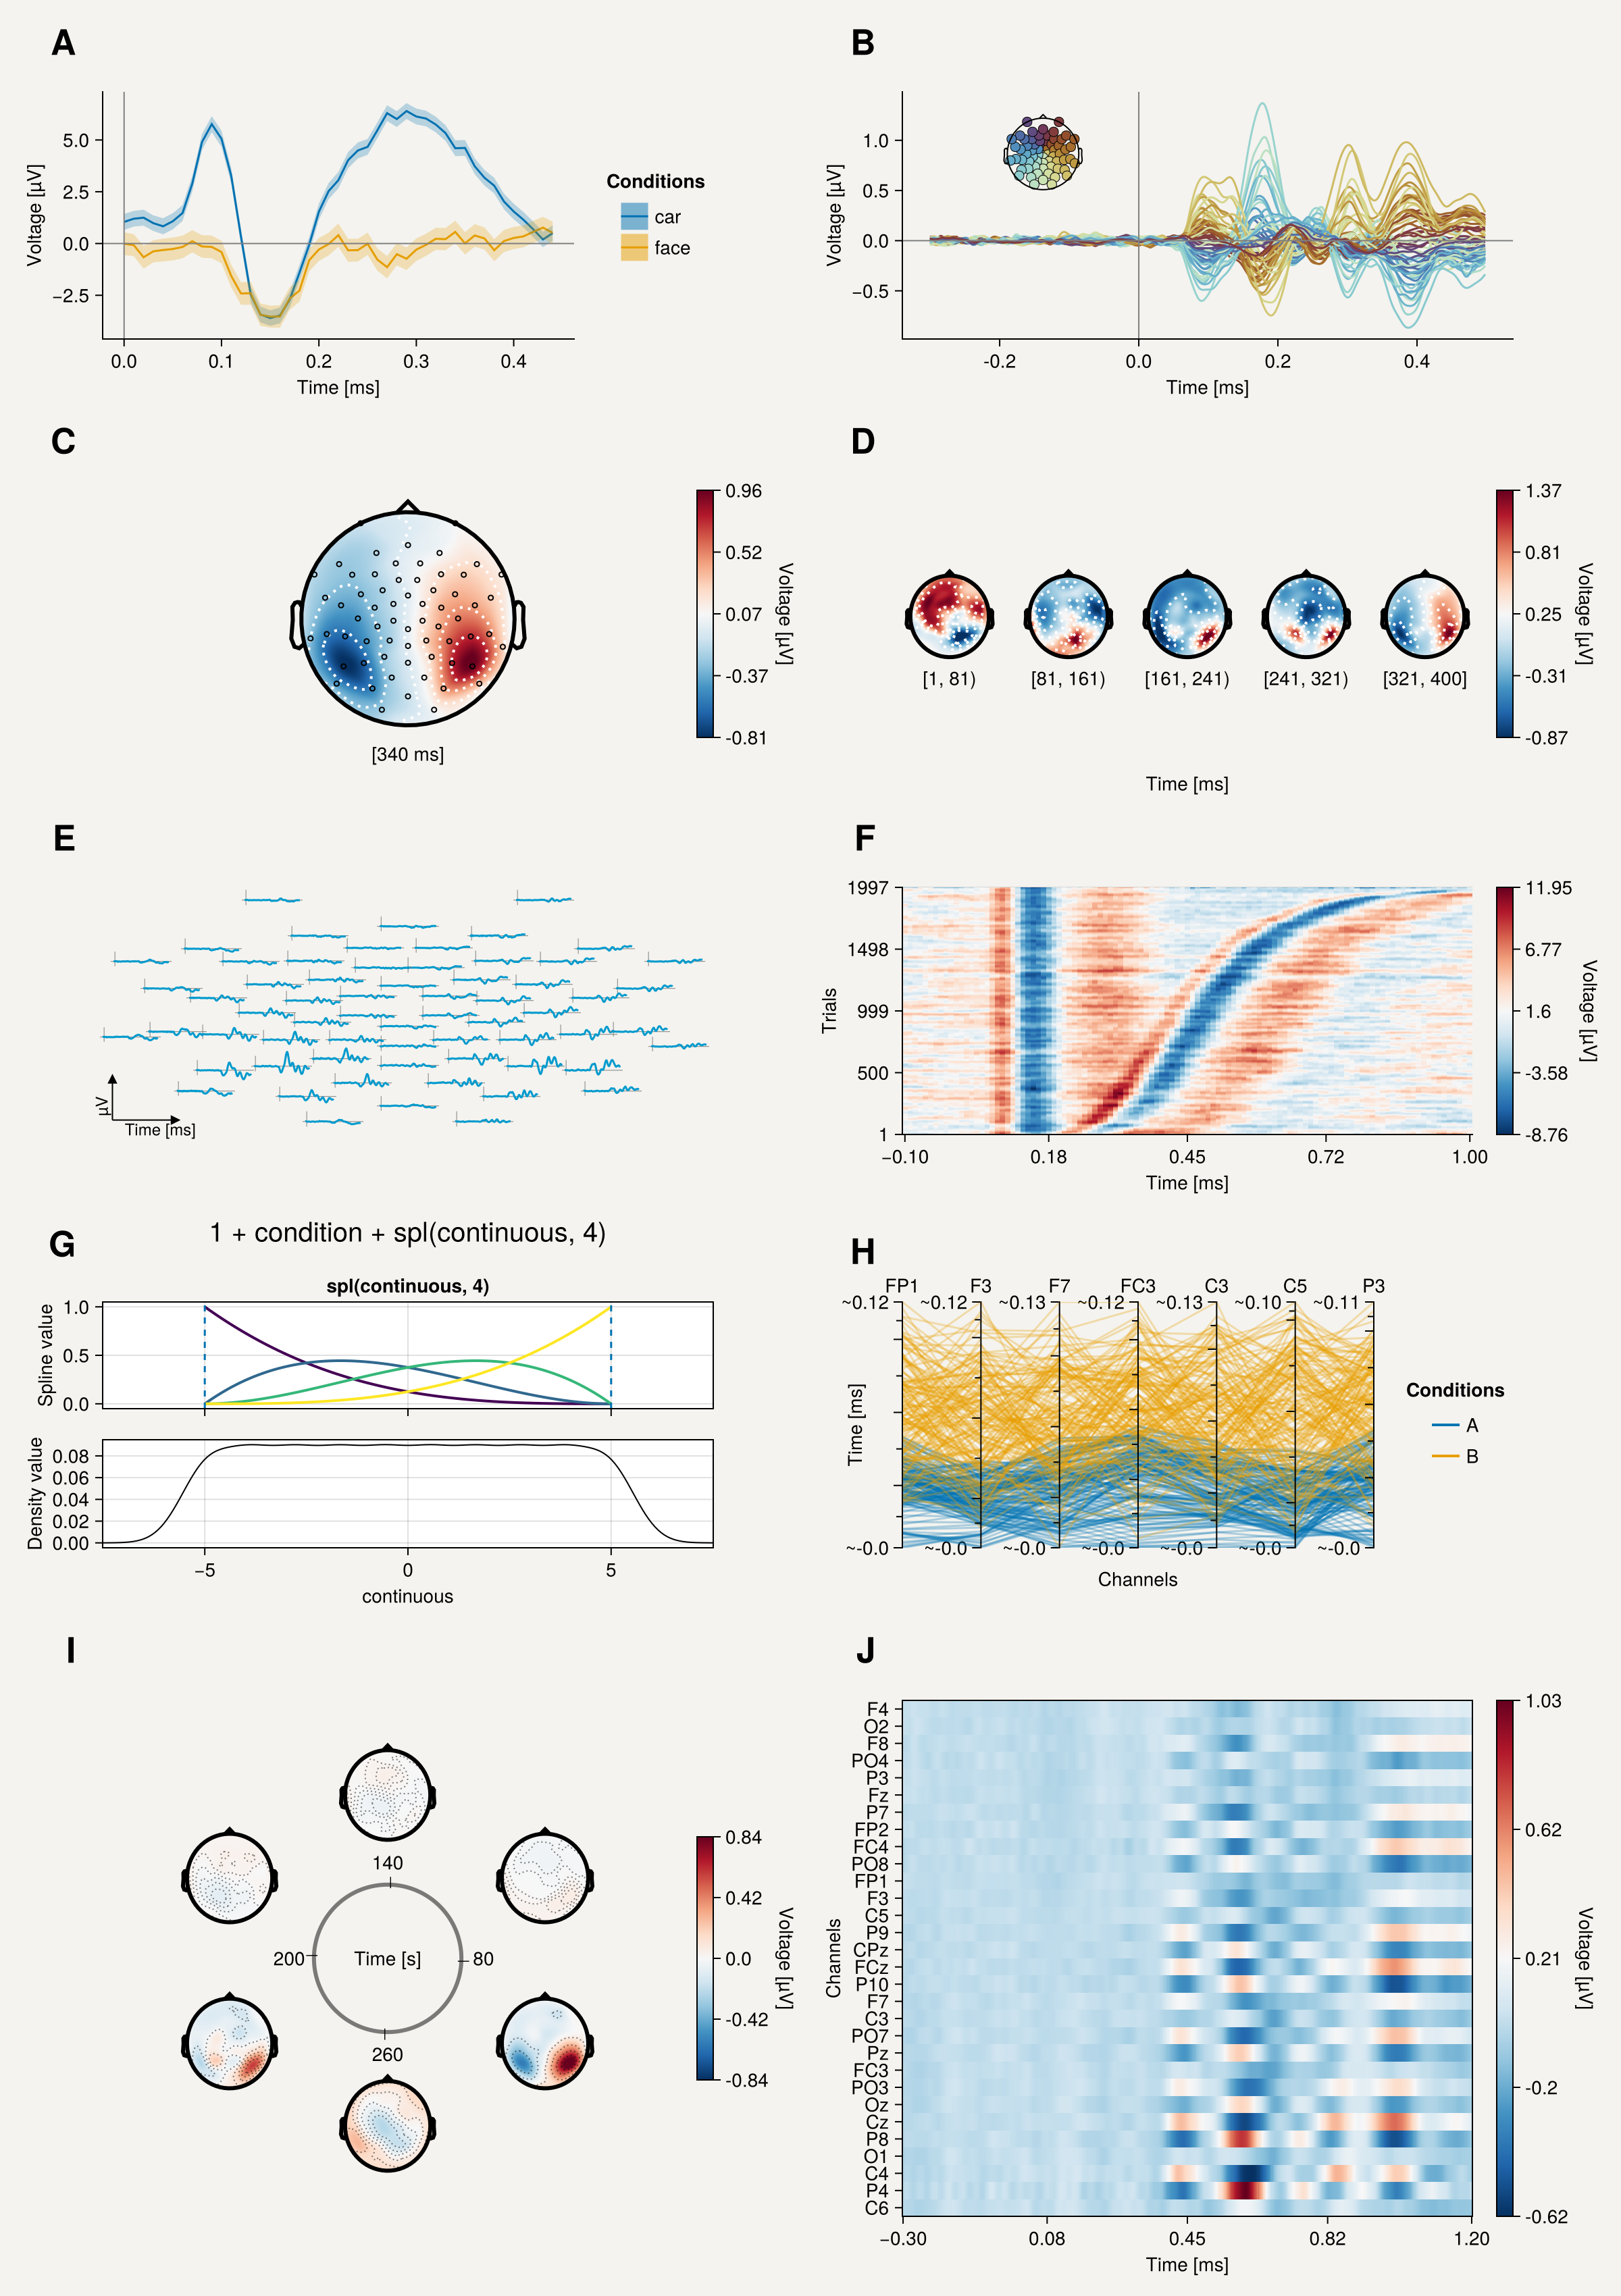 A
5.0
2.5
0.0
−2.5
Voltage [µV]
0.0 0.1 0.2 0.3 0.4
Time [ms]
Conditions
car
face
B
1.0
0.5
0.0
−0.5
Voltage [µV]
-0.2 0.0 0.2 0.4
Time [ms]
C
[340 ms]
0.96
0.52
0.07
-0.37
-0.81
Voltage [µV]
D
[1, 81) [81, 161) [161, 241) [241, 321) [321, 400]
Time [ms]
1.37
0.81
0.25
-0.31
-0.87
Voltage [µV]
E
µV
Time [ms]
F
1997
1498
999
500
1
Trials
−0.10 0.18 0.45 0.72 1.00
Time [ms]
11.95
6.77
1.6
-3.58
-8.76
Voltage [µV]
G
1 + condition + spl(continuous, 4)
spl(continuous, 4)
1.0
0.5
0.0
Spline value
0.08
0.06
0.04
0.02
0.00
Density value
−5 0 5
continuous
H
FP1 F3 F7 FC3 C3 C5 P3
~0.12 ~0.12 ~0.13 ~0.12 ~0.13 ~0.10 ~0.11
Time [ms]
~-0.0 ~-0.0 ~-0.0 ~-0.0 ~-0.0 ~-0.0 ~-0.0
Channels
Conditions
A
B
I
140
200 Time [s] 80
260
0.84
0.42
0.0
-0.42
-0.84
Voltage [µV]
J
F4
O2
F8
PO4
P3
Fz
P7
FP2
FC4
PO8
FP1
F3
C5
P9
CPz
FCz
P10
F7
C3
PO7
Pz
FC3
PO3
Oz
Cz
P8
O1
C4
P4
C6
Channels
−0.30 0.08 0.45 0.82 1.20
Time [ms]
1.03
0.62
0.21
-0.2
-0.62
Voltage [µV]